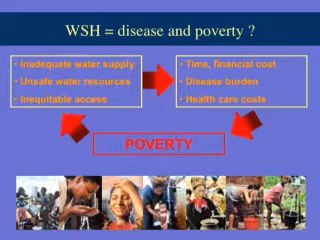 WSH = disease and poverty ?
• Inadequate water supply
• Unsafe water resources
• Inequitable access
• Time, financial cost
• Disease burden
• Health care costs
POVERTY